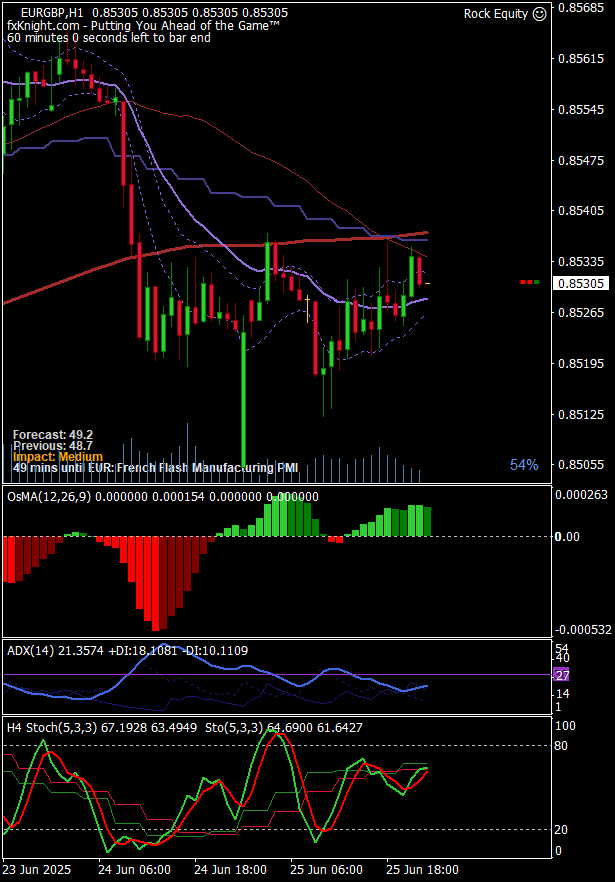 EURGBP,H1 0.85305 0.85305 0.85305 0.85305
Rock Equity ☺
fxKnight.com - Putting You Ahead of the Game™
60 minutes 0 seconds left to bar end
0.85685
0.85615
0.85545
0.85475
0.85405
0.85335
0.85305
0.85265
0.85195
0.85125
0.85055
Forecast: 49.2
Previous: 48.7
Impact: Medium
49 mins until EUR: French Flash Manufacturing PMI
54%
OsMA(12,26,9) 0.000000 0.000154 0.000000 0.000000
0.000263
0.00
-0.000532
ADX(14) 21.3574 +DI:18.1081 -DI:10.1109
54
40
27
14
1
H4 Stoch(5,3,3) 67.1928 63.4949 Sto(5,3,3) 64.6900 61.6427
100
80
20
0
23 Jun 2025
24 Jun 06:00
24 Jun 18:00
25 Jun 06:00
25 Jun 18:00